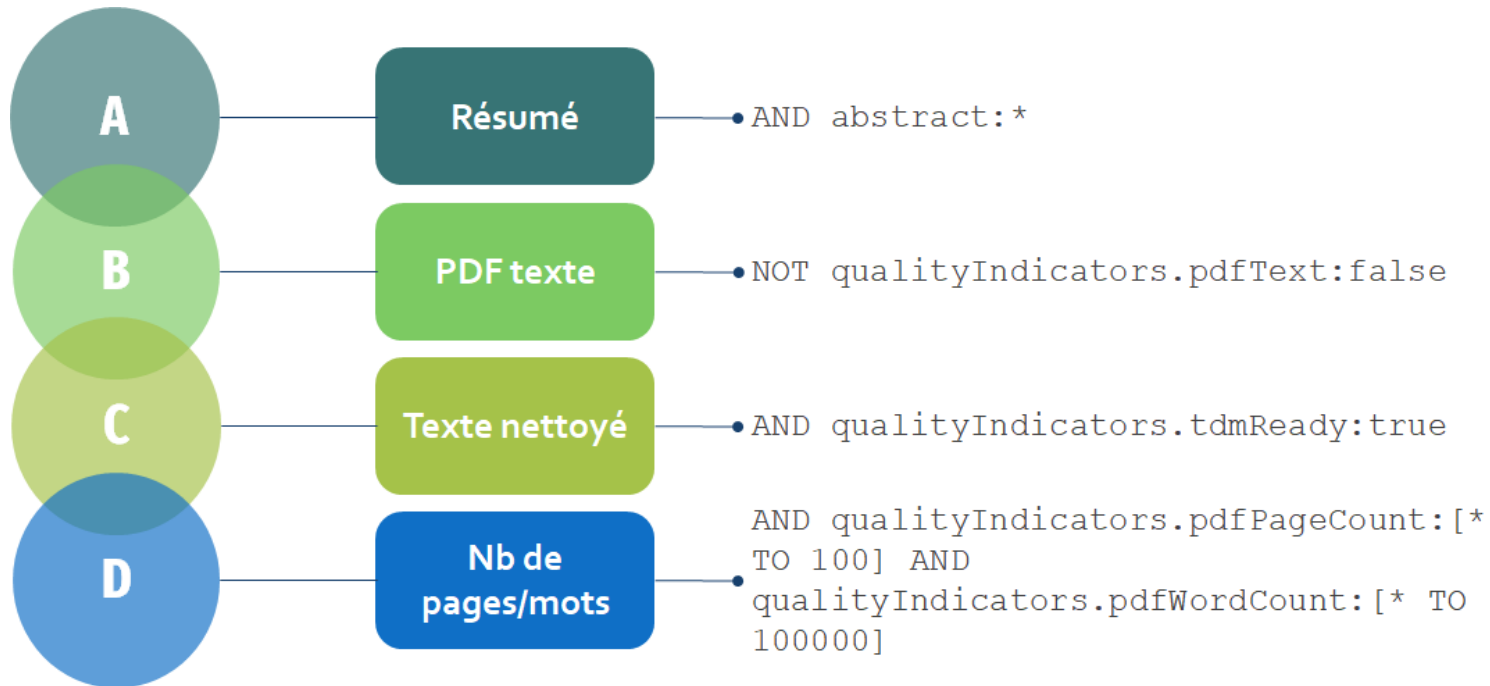 A
Résumé
AND abstract:*
B
PDF texte
NOT qualityIndicators.pdfText:false
C
Texte nettoyé
AND qualityIndicators.tdmReady:true
D
Nb de
pages/mots
AND qualityIndicators.pdfPageCount:[*
TO 100] AND
qualityIndicators.pdfWordCount:[* TO
100000]